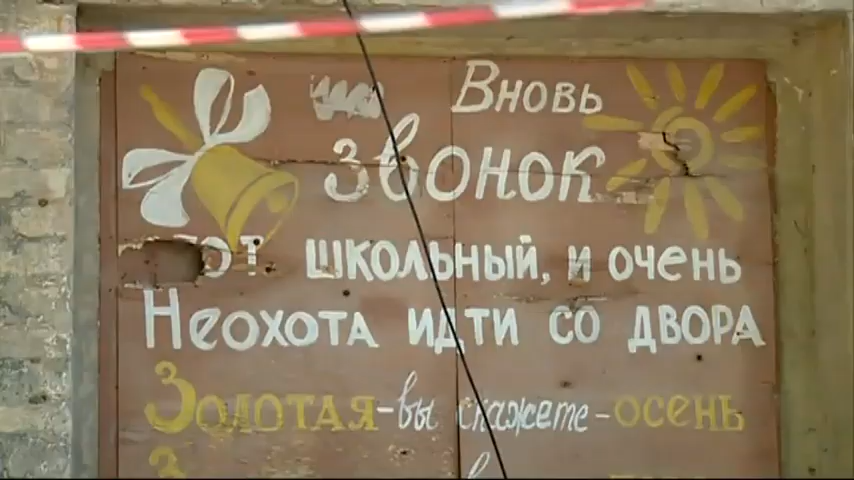 Вновь
звонок
школьный, и очень
Неохота идти со двора
Золотая-вы скажете-осень